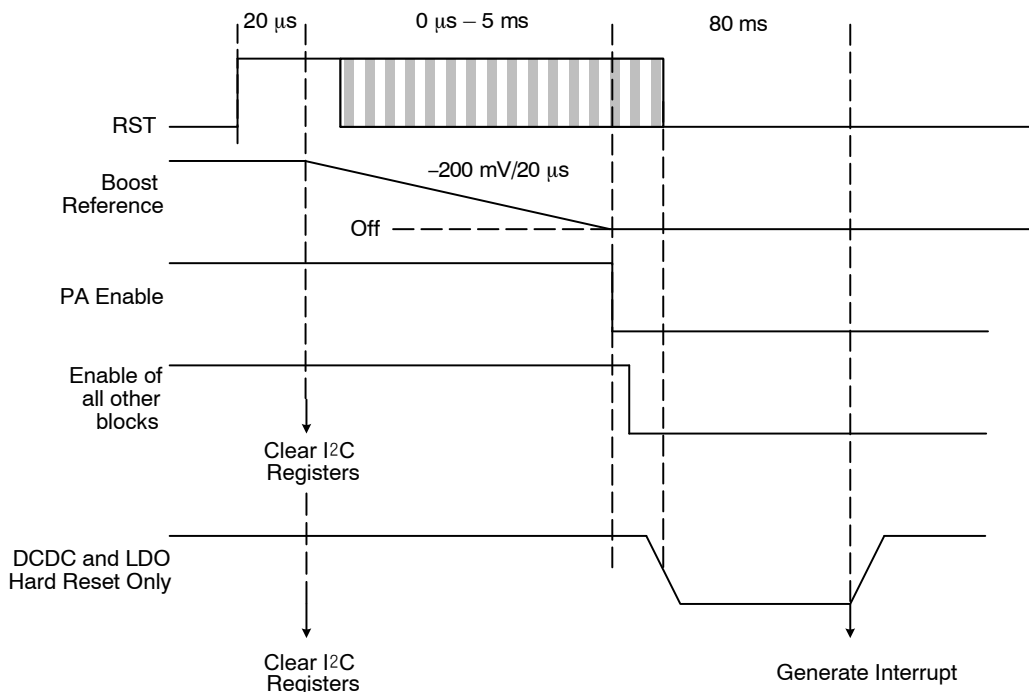 20 μs
0 μs – 5 ms
80 ms
RST
–200 mV/20 μs
Boost
Reference
Off
PA Enable
Enable of
all other
blocks
Clear I2C
Registers
DCDC and LDO
Hard Reset Only
Clear I2C
Registers
Generate Interrupt